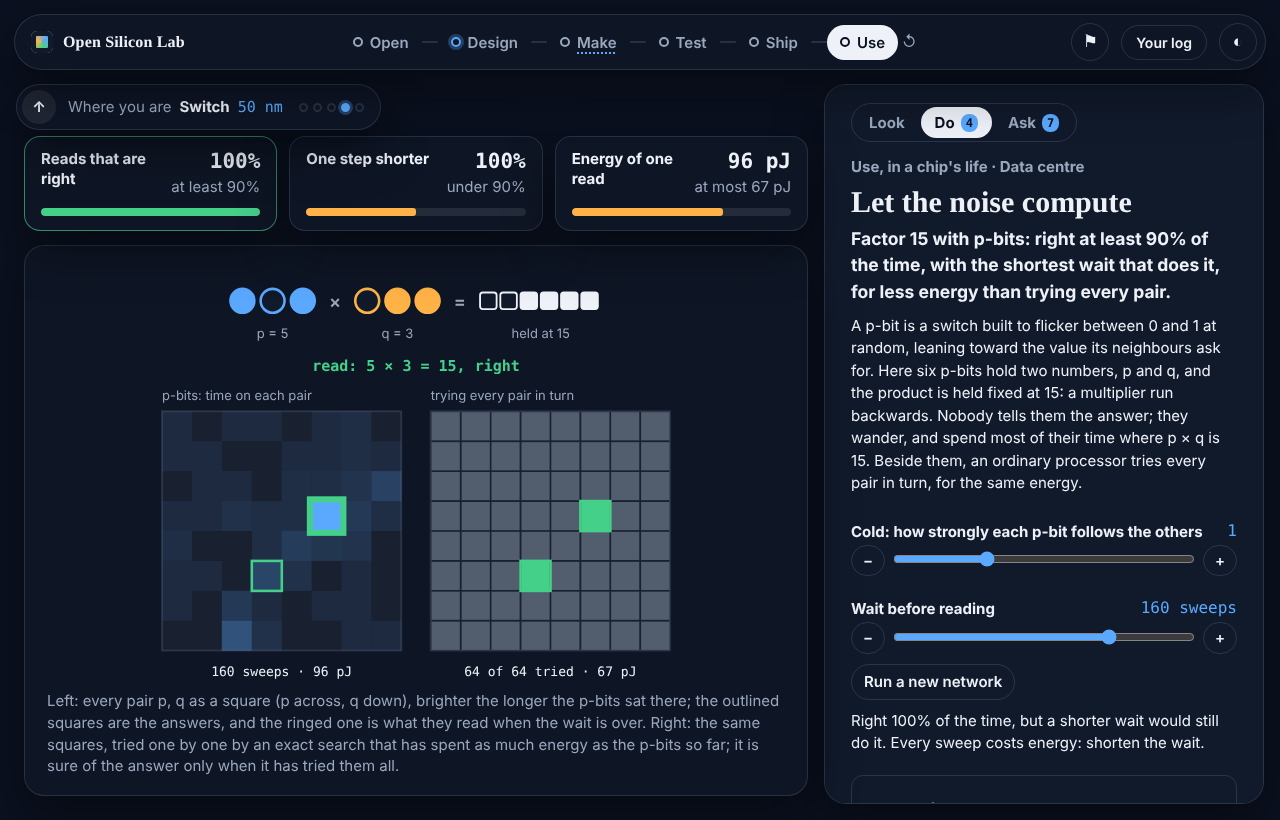 Open Silicon Lab
Open
Design
Make
Test
Ship
Use
Your log
Where you are Switch 50 nm
Reads that are right
100%
at least 90%
One step shorter
100%
under 90%
Energy of one read
96 pJ
at most 67 pJ
× =
p = 5
q = 3
held at 15
read: 5 × 3 = 15, right
p-bits: time on each pair
trying every pair in turn
160 sweeps · 96 pJ
64 of 64 tried · 67 pJ
Left: every pair p, q as a square (p across, q down), brighter the longer the p-bits sat there; the outlined
squares are the answers, and the ringed one is what they read when the wait is over. Right: the same
squares, tried one by one by an exact search that has spent as much energy as the p-bits so far; it is
sure of the answer only when it has tried them all.
Look
Do 4
Ask 7
Use, in a chip's life · Data centre
Let the noise compute
Factor 15 with p-bits: right at least 90% of
the time, with the shortest wait that does it,
for less energy than trying every pair.
A p-bit is a switch built to flicker between 0 and 1 at
random, leaning toward the value its neighbours ask
for. Here six p-bits hold two numbers, p and q, and
the product is held fixed at 15: a multiplier run
backwards. Nobody tells them the answer; they
wander, and spend most of their time where p × q is
15. Beside them, an ordinary processor tries every
pair in turn, for the same energy.
Cold: how strongly each p-bit follows the others 1
− +
Wait before reading 160 sweeps
− +
Run a new network
Right 100% of the time, but a shorter wait would still
do it. Every sweep costs energy: shorten the wait.